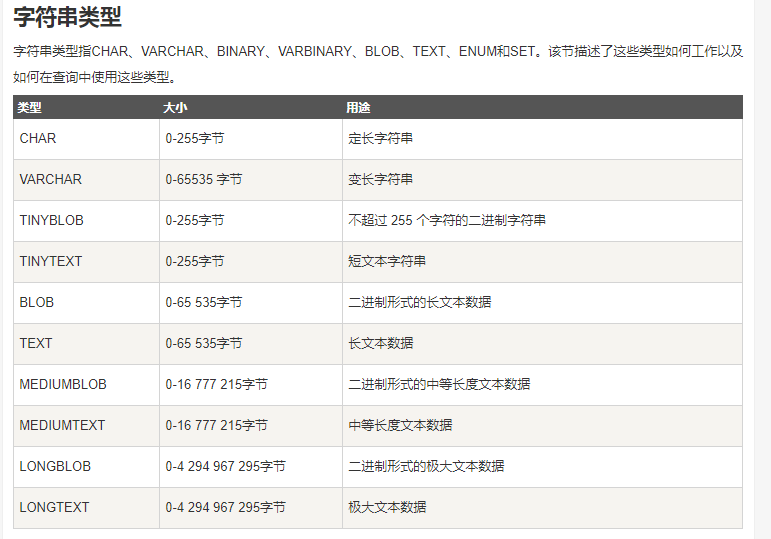 字符串类型
字符串类型指CHAR、VARCHAR、BINARY、VARBINARY、BLOB、TEXT、ENUM和SET。该节描述了这些类型如何工作以及
如何在查询中使用这些类型。
类型 大小 用途
CHAR 0-255字节 定长字符串
VARCHAR 0-65535 字节 变长字符串
TINYBLOB 0-255字节 不超过 255 个字符的二进制字符串
TINYTEXT 0-255字节 短文本字符串
BLOB 0-65 535字节 二进制形式的长文本数据
TEXT 0-65 535字节 长文本数据
MEDIUMBLOB 0-16 777 215字节 二进制形式的中等长度文本数据
MEDIUMTEXT 0-16 777 215字节 中等长度文本数据
LONGBLOB 0-4 294 967 295字节 二进制形式的极大文本数据
LONGTEXT 0-4 294 967 295字节 极大文本数据